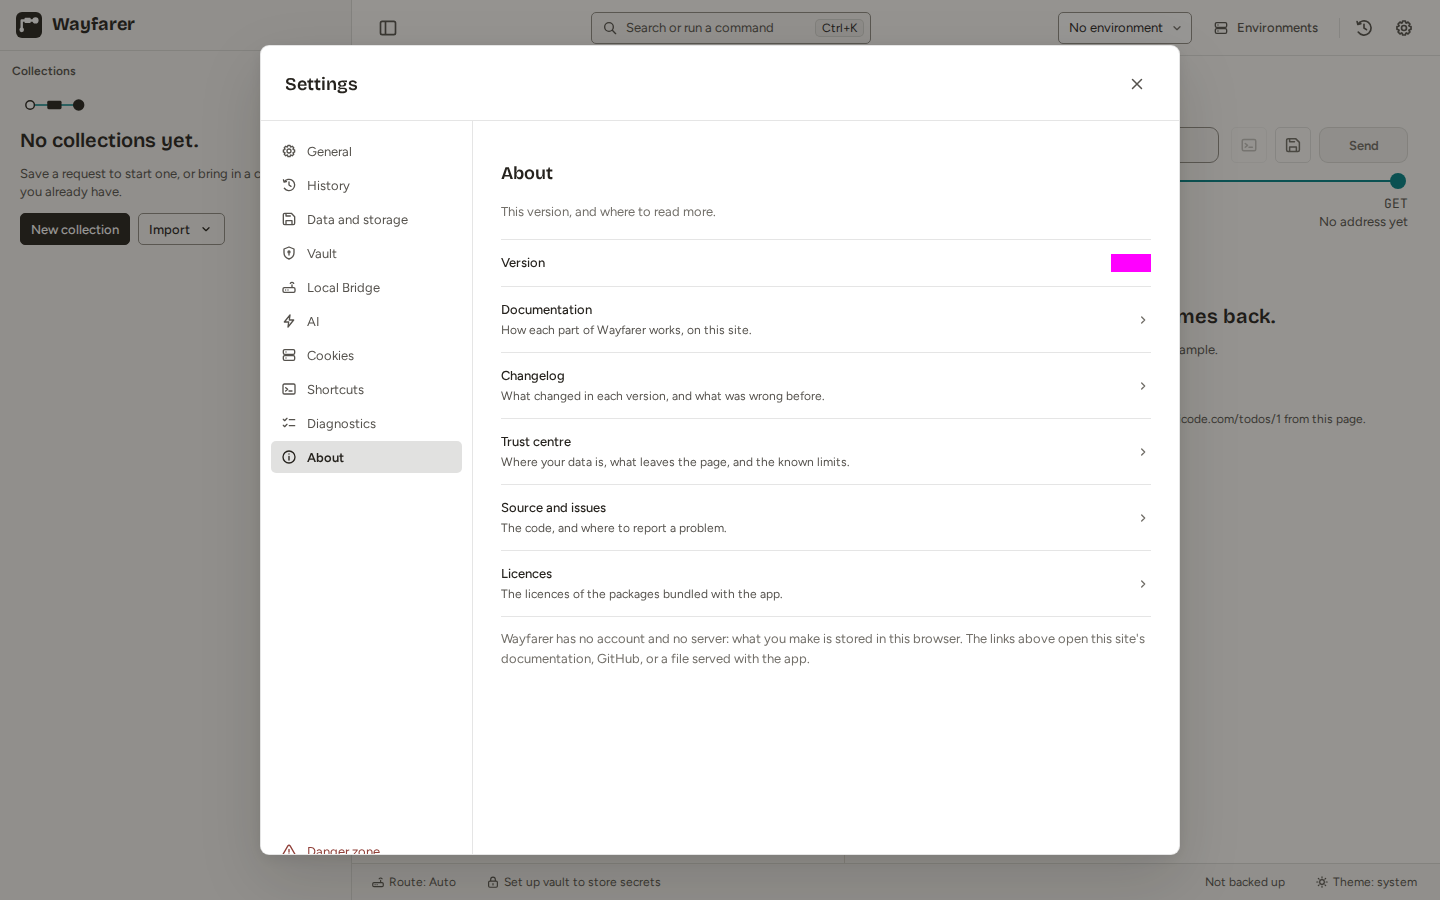 Wayfarer
Search or run a command
Ctrl+K
No environment
Environments
Collections
No collections yet.
Save a request to start one, or bring in a c
you already have.
New collection
Import
Settings
General
History
Data and storage
Vault
Local Bridge
AI
Cookies
Shortcuts
Diagnostics
About
Danger zone
About
This version, and where to read more.
Version
Documentation
How each part of Wayfarer works, on this site.
Changelog
What changed in each version, and what was wrong before.
Trust centre
Where your data is, what leaves the page, and the known limits.
Source and issues
The code, and where to report a problem.
Licences
The licences of the packages bundled with the app.
Wayfarer has no account and no server: what you make is stored in this browser. The links above open this site's
documentation, GitHub, or a file served with the app.
Send
GET
No address yet
mes back.
ample.
code.com/todos/1 from this page.
Route: Auto
Set up vault to store secrets
Not backed up
Theme: system